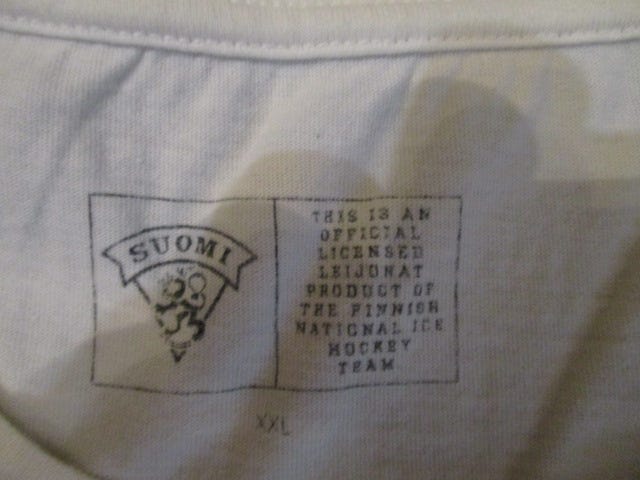 SUOMI
THIS IS AN
OFFICIAL
LICENSED
LEIJONAT
PRODUCT OF
THE FINNISH
NATIONAL ICE
HOCKEY
TEAM
XXL